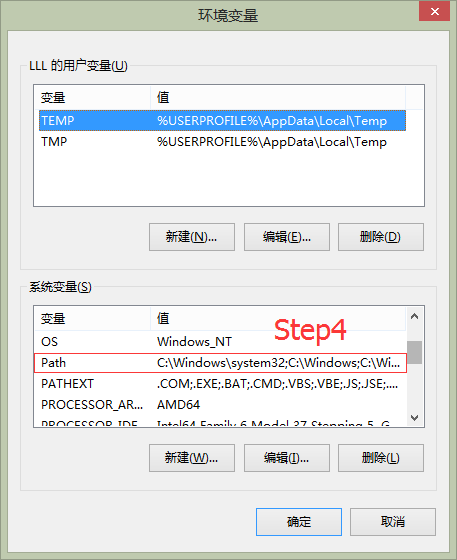 环境变量
LLL 的用户变量(U)
变量 值
TEMP %USERPROFILE%\AppData\Local\Temp
TMP %USERPROFILE%\AppData\Local\Temp
新建(N)... 编辑(E)... 删除(D)
系统变量(S)
Step4
变量 值
OS Windows_NT
Path C:\Windows\system32;C:\Windows;C:\Wi...
PATHEXT .COM;.EXE;.BAT;.CMD;.VBS;.VBE;.JS;.JSE;....
PROCESSOR_AR... AMD64
PROCESSOR_IDE Intel64 Family 6 Model 37 Stepping 5, G
新建(W)... 编辑(I)... 删除(L)
确定 取消